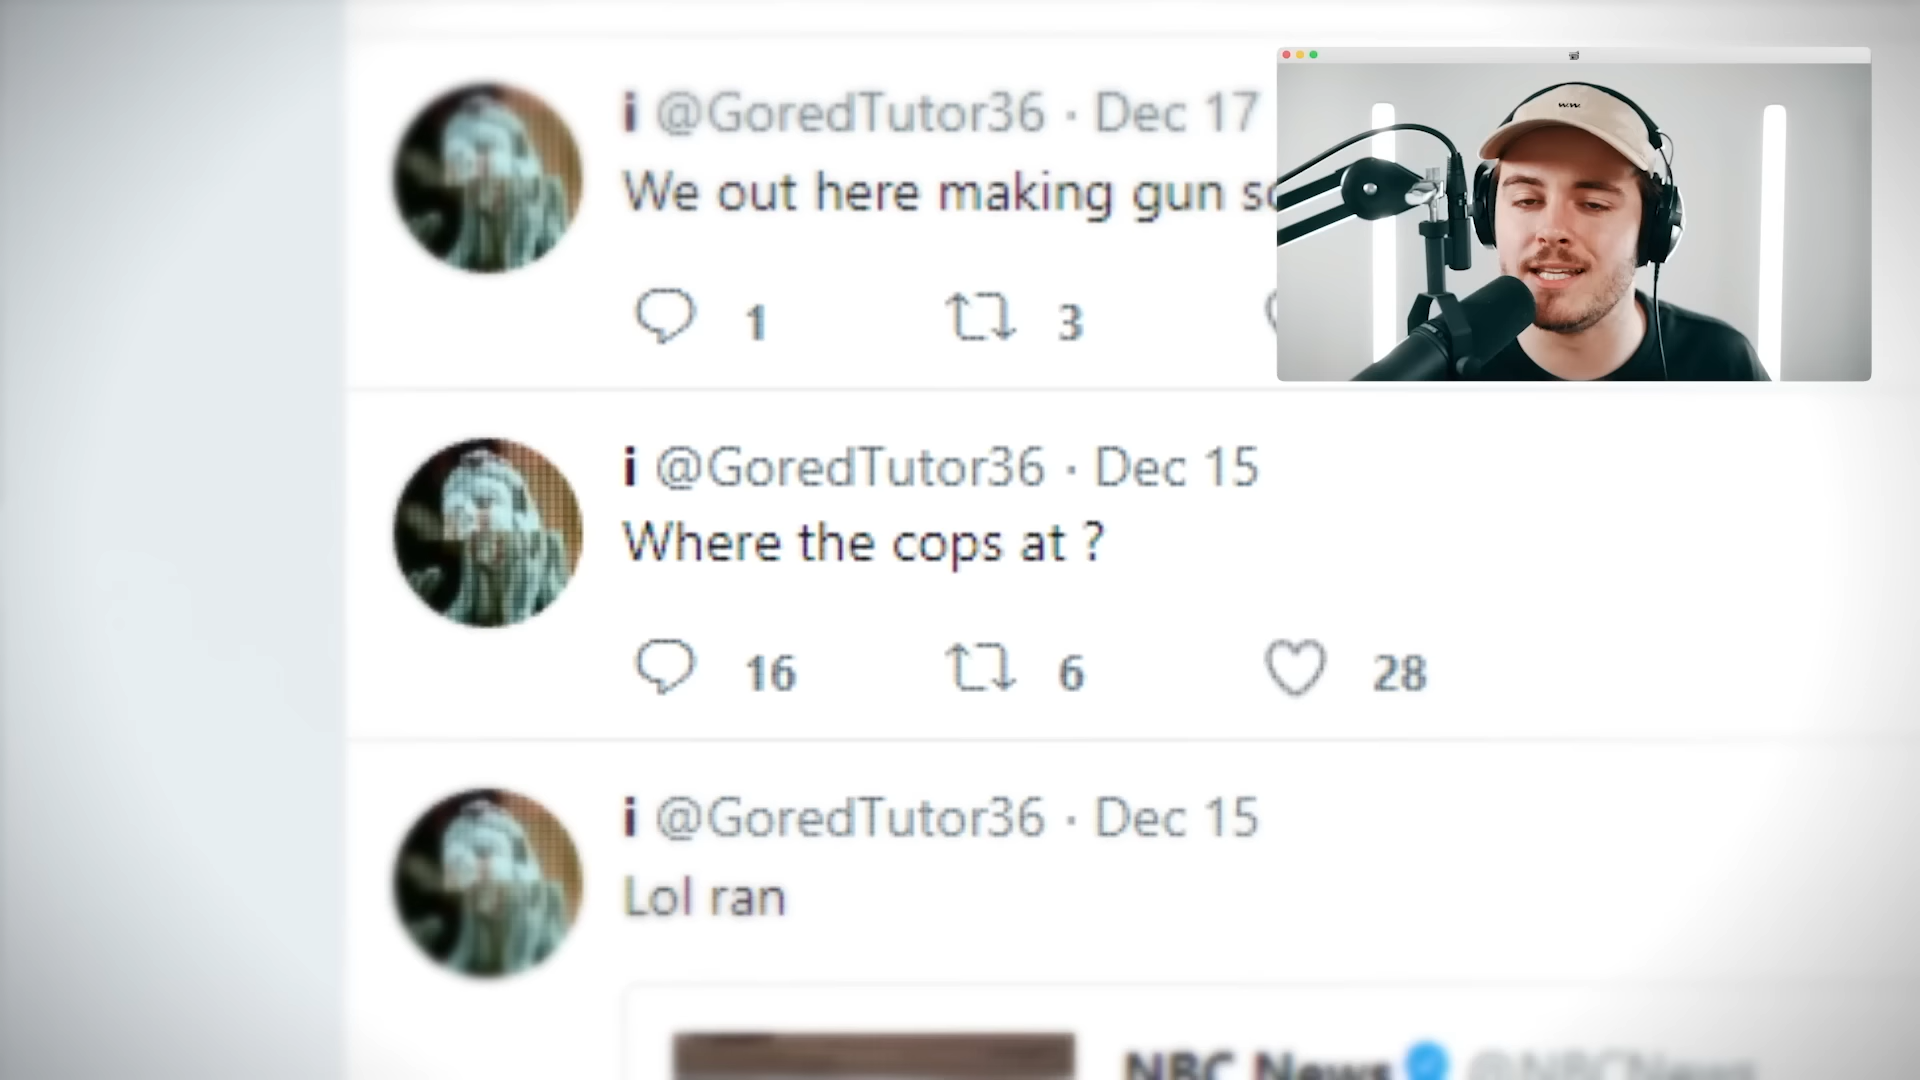 i @GoredTutor36 · Dec 17
We out here making gun
1
3
w.w.
i @GoredTutor36 · Dec 15
Where the cops at ?
16
6
28
i @GoredTutor36 · Dec 15
Lol ran
NBC News @NBCNews